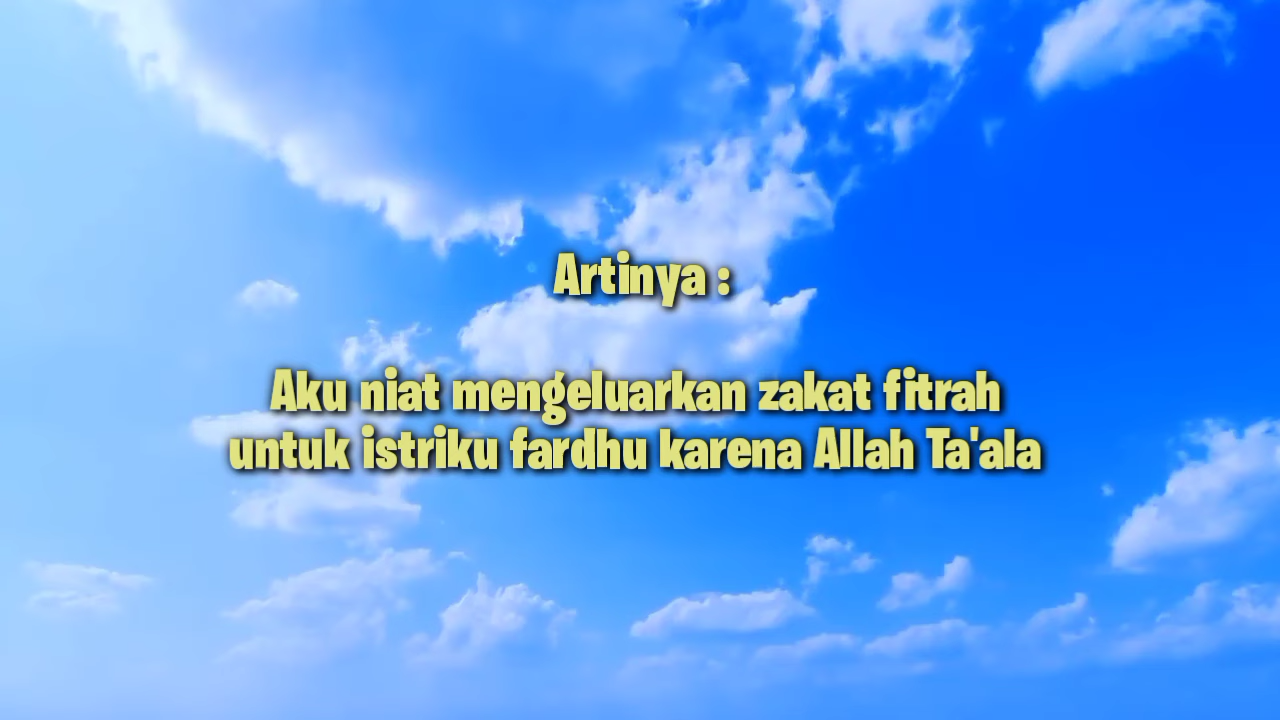 Artinya :
Aku niat mengeluarkan zakat fitrah
untuk istriku fardhu karena Allah Ta'ala